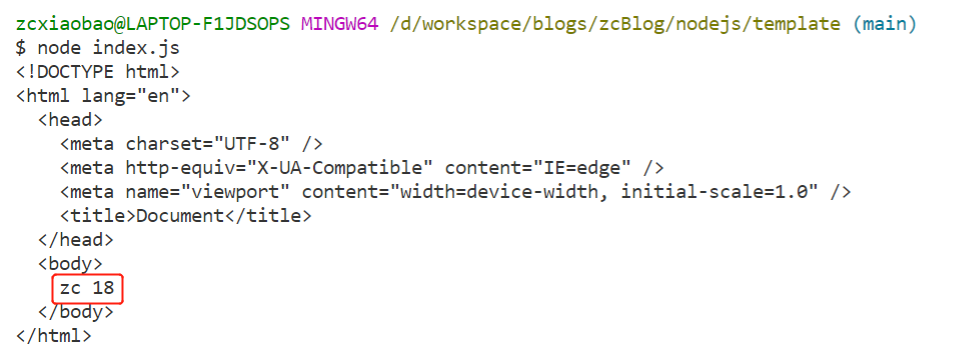 zcxiaobao@LAPTOP-F1JDSOPS MINGW64 /d/workspace/blogs/zcBlog/nodejs/template (main)
$ node index.js
<!DOCTYPE html>
<html lang="en">
  <head>
    <meta charset="UTF-8" />
    <meta http-equiv="X-UA-Compatible" content="IE=edge" />
    <meta name="viewport" content="width=device-width, initial-scale=1.0" />
    <title>Document</title>
  </head>
  <body>
    zc 18
  </body>
</html>